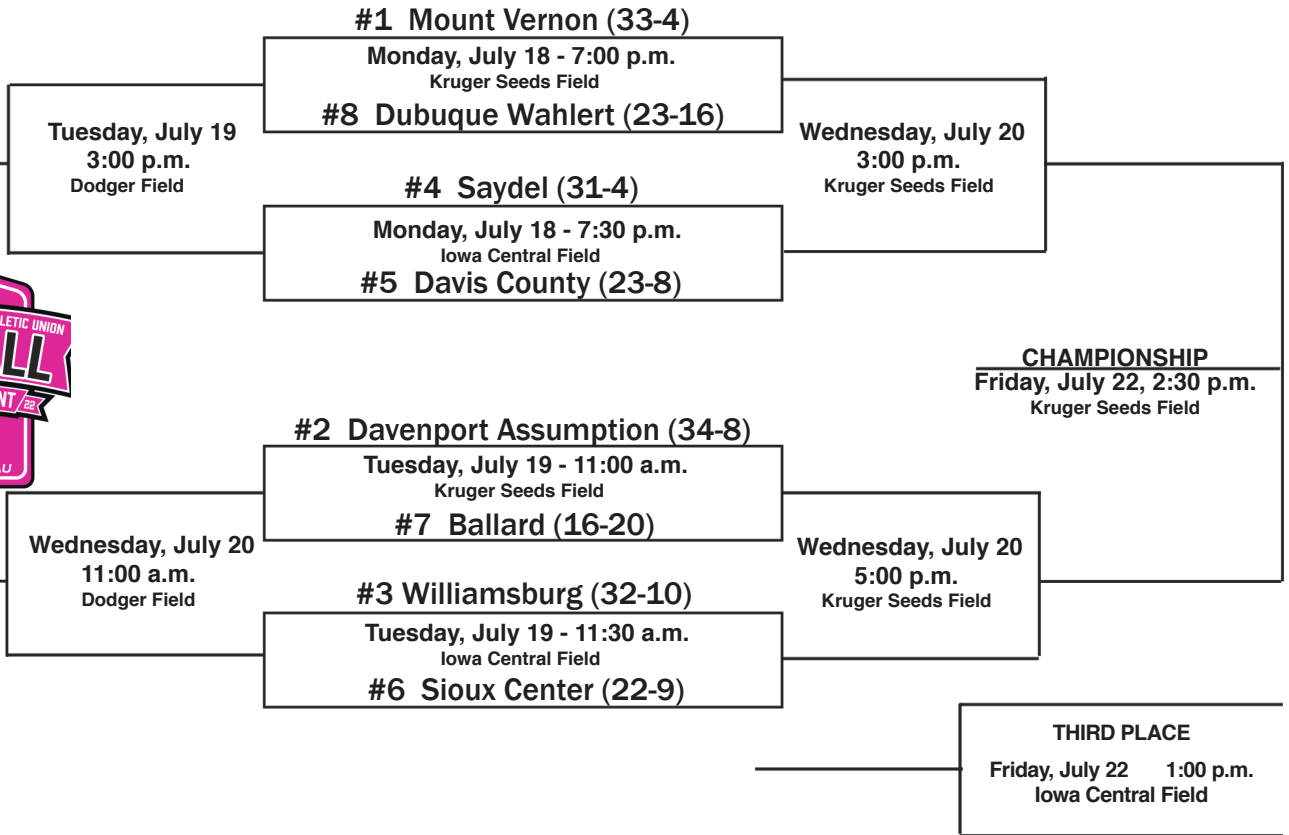 #1 Mount Vernon (33-4)
Monday, July 18 - 7:00 p.m.
Kruger Seeds Field
#8 Dubuque Wahlert (23-16)
Tuesday, July 19
3:00 p.m.
Dodger Field
Wednesday, July 20
3:00 p.m.
Kruger Seeds Field
#4 Saydel (31-4)
Monday, July 18 - 7:30 p.m.
Iowa Central Field
#5 Davis County (23-8)
LETIC UNION
LL
NT 22
U
CHAMPIONSHIP
Friday, July 22, 2:30 p.m.
Kruger Seeds Field
#2 Davenport Assumption (34-8)
Tuesday, July 19 - 11:00 a.m.
Kruger Seeds Field
#7 Ballard (16-20)
Wednesday, July 20
11:00 a.m.
Dodger Field
Wednesday, July 20
5:00 p.m.
Kruger Seeds Field
#3 Williamsburg (32-10)
Tuesday, July 19 - 11:30 a.m.
Iowa Central Field
#6 Sioux Center (22-9)
THIRD PLACE
Friday, July 22 1:00 p.m.
Iowa Central Field